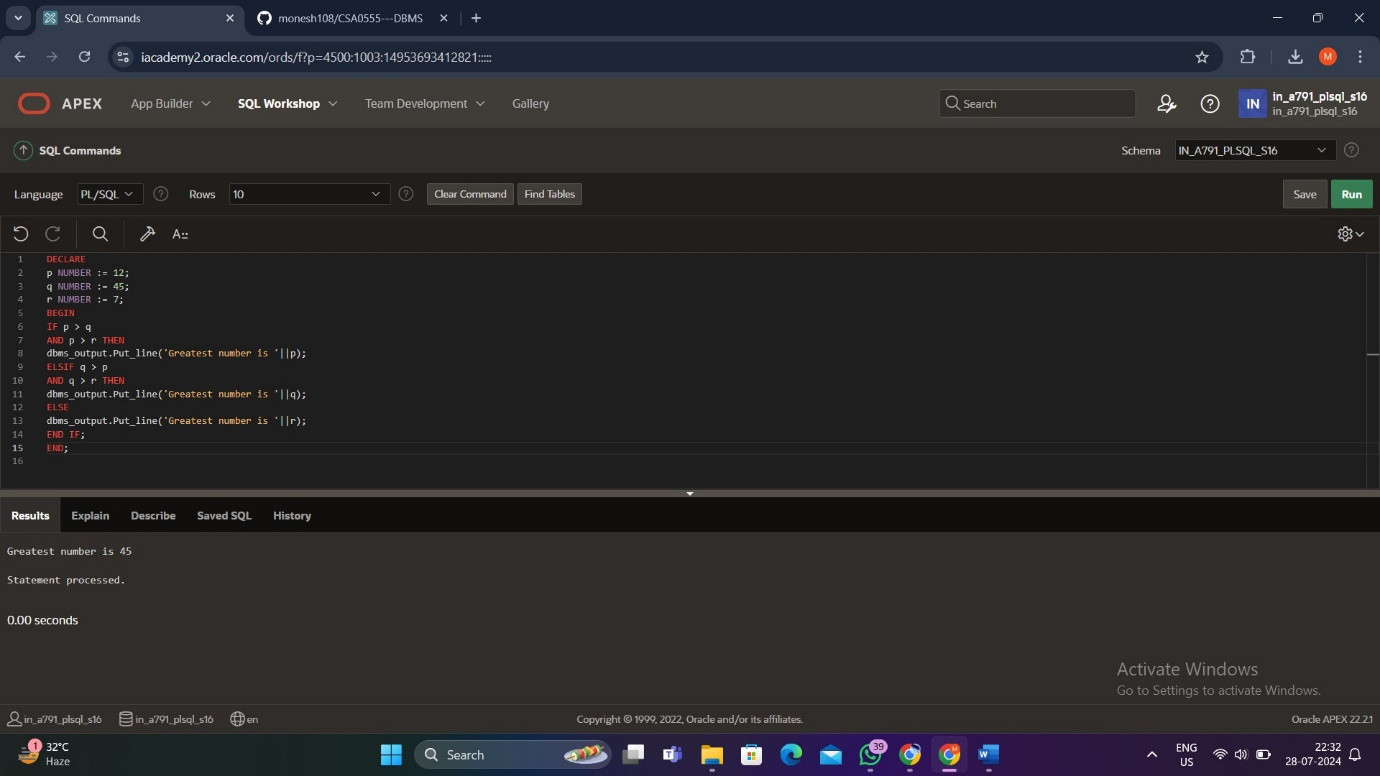 SQL Commands
monesh108/CSA0555---DBMS
iacademy2.oracle.com/ords/f?p=4500:1003:14953693412821:::::
M
APEX App Builder SQL Workshop Team Development Gallery
Search
IN
in_a791_plsql_s16
in_a791_plsql_s16
SQL Commands
Schema IN_A791_PLSQL_S16
Language PL/SQL Rows 10 Clear Command Find Tables Save Run
1 DECLARE
2 p NUMBER := 12;
3 q NUMBER := 45;
4 r NUMBER := 7;
5 BEGIN
6 IF p > q
7 AND p > r THEN
8 dbms_output.Put_line('Greatest number is '||p);
9 ELSIF q > p
10 AND q > r THEN
11 dbms_output.Put_line('Greatest number is '||q);
12 ELSE
13 dbms_output.Put_line('Greatest number is '||r);
14 END IF;
15 END;
16
Results Explain Describe Saved SQL History
Greatest number is 45
Statement processed.
0.00 seconds
Activate Windows
Go to Settings to activate Windows.
in_a791_plsql_s16 in_a791_plsql_s16 en Copyright © 1999, 2022, Oracle and/or its affiliates. Oracle APEX 22.2.1
1 32°C
Haze
Search
39
ENG
US
22:32
28-07-2024